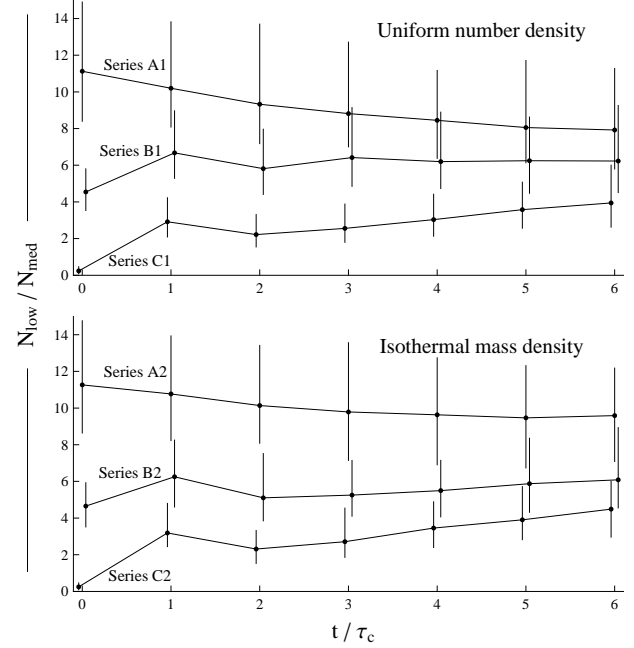 Uniform number density
14
12
10
8
6
4
2
0
Series A1
Series B1
Series C1
0 1 2 3 4 5 6
N_low / N_med
Isothermal mass density
14
12
10
8
6
4
2
0
Series A2
Series B2
Series C2
0 1 2 3 4 5 6
t / τ_c